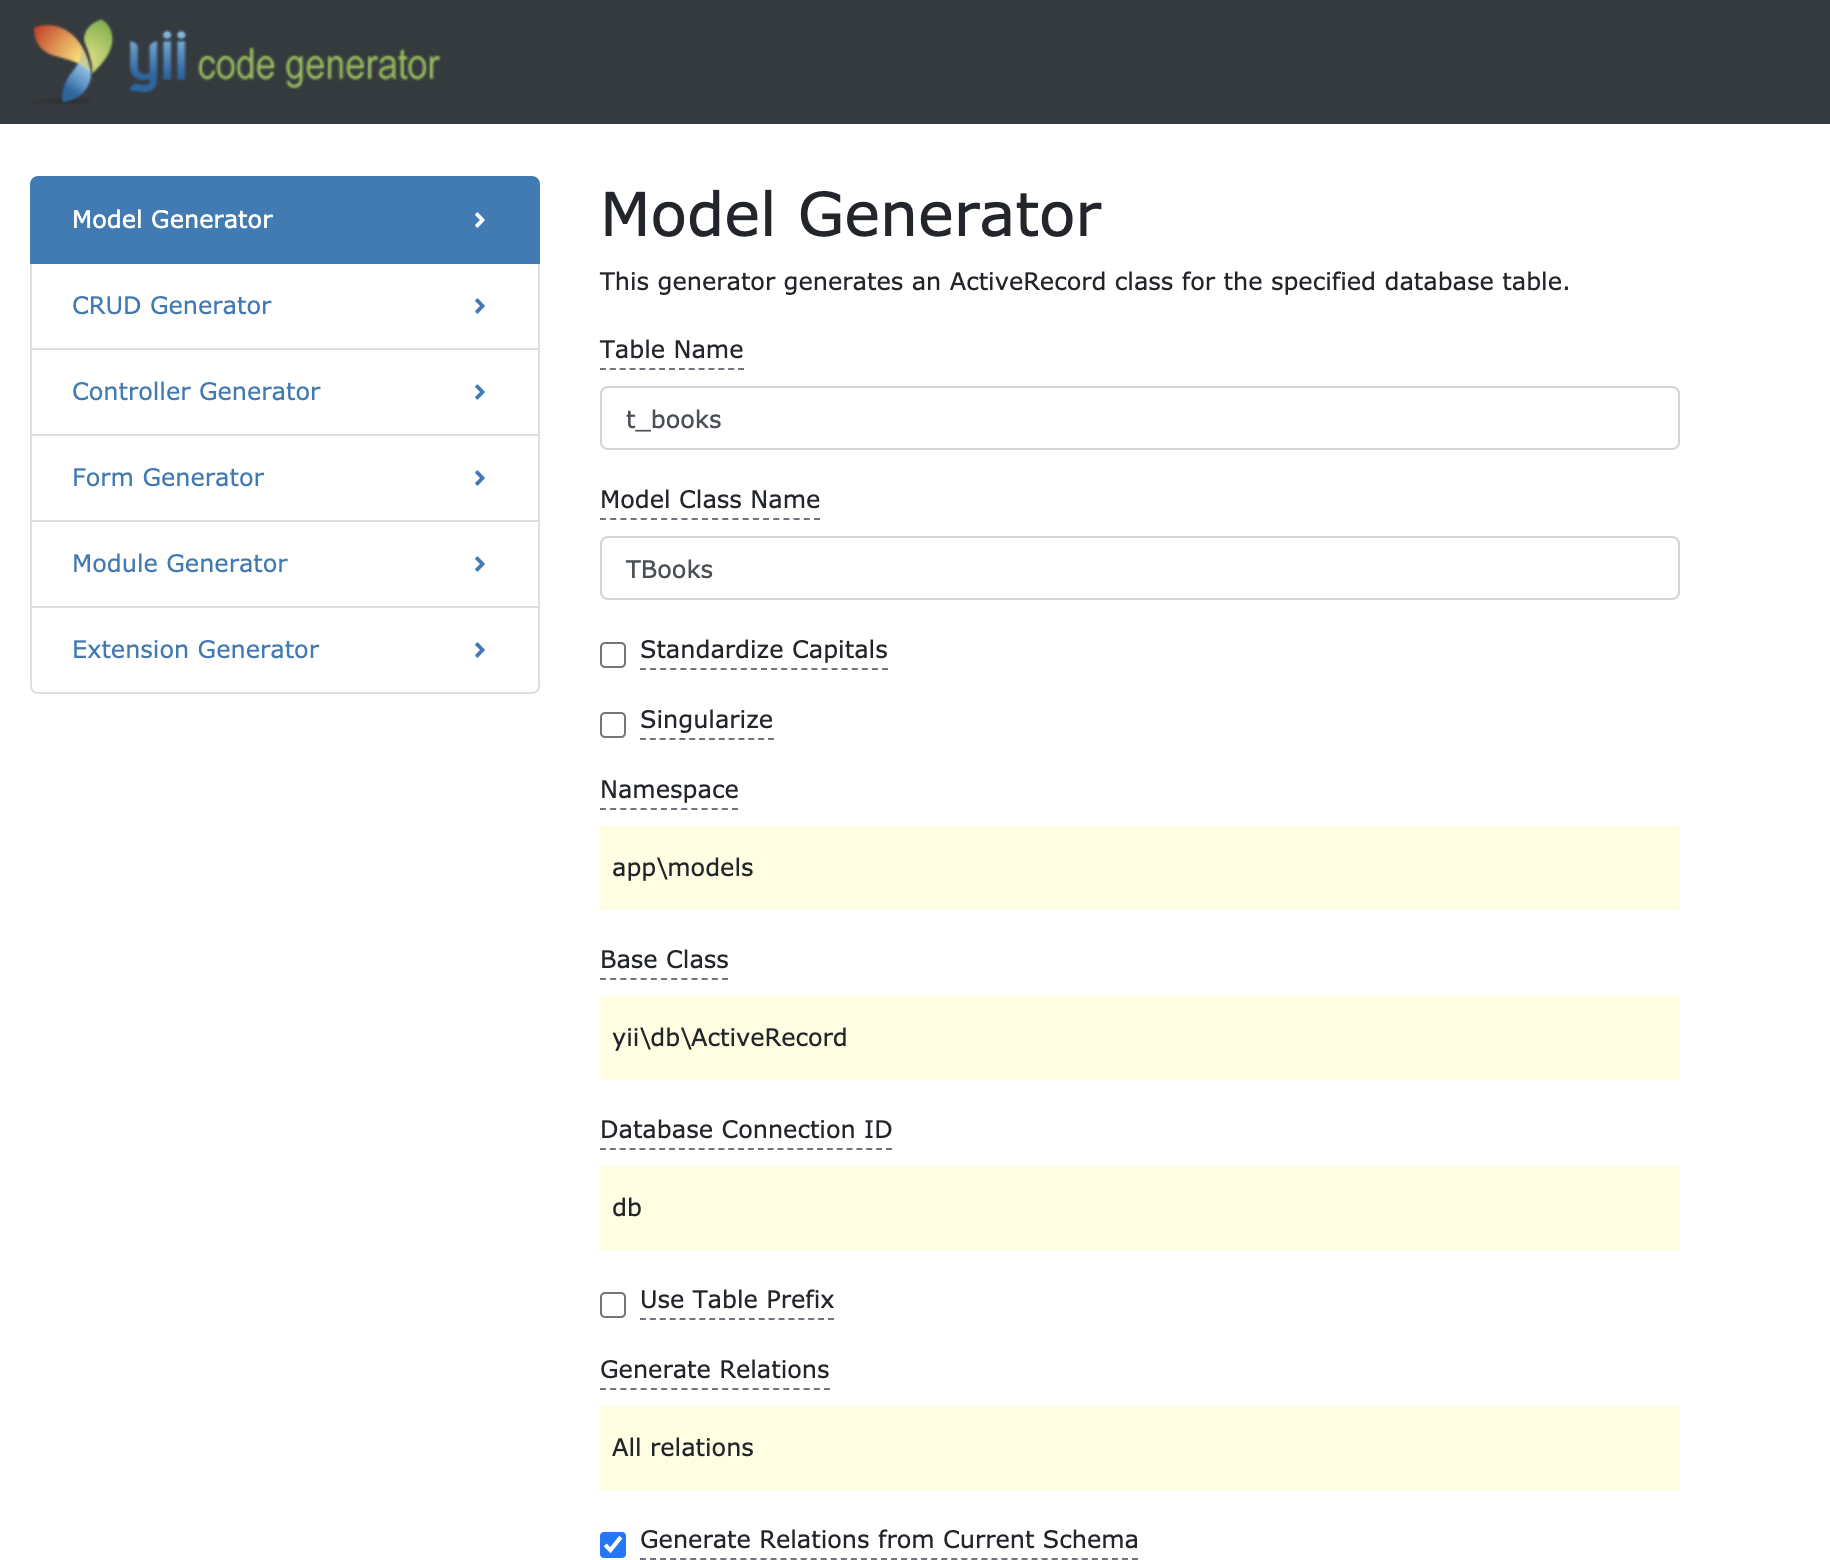 yii code generator
Model Generator
CRUD Generator
Controller Generator
Form Generator
Module Generator
Extension Generator
Model Generator
This generator generates an ActiveRecord class for the specified database table.
Table Name
t_books
Model Class Name
TBooks
Standardize Capitals
Singularize
Namespace
app\models
Base Class
yii\db\ActiveRecord
Database Connection ID
db
Use Table Prefix
Generate Relations
All relations
Generate Relations from Current Schema